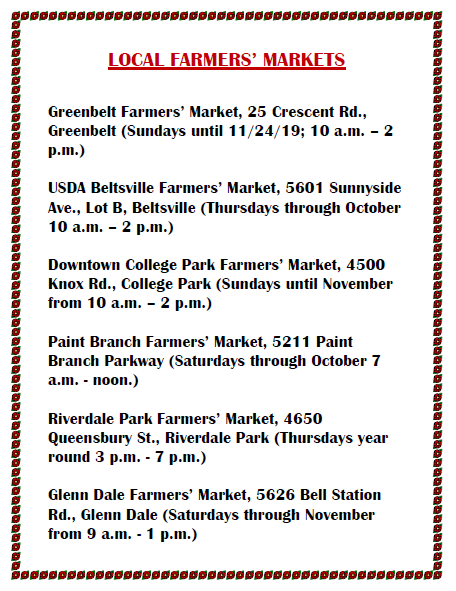 LOCAL FARMERS' MARKETS
Greenbelt Farmers' Market, 25 Crescent Rd.,
Greenbelt (Sundays until 11/24/19; 10 a.m. – 2
p.m.)
USDA Beltsville Farmers' Market, 5601 Sunnyside
Ave., Lot B, Beltsville (Thursdays through October
10 a.m. – 2 p.m.)
Downtown College Park Farmers' Market, 4500
Knox Rd., College Park (Sundays until November
from 10 a.m. – 2 p.m.)
Paint Branch Farmers' Market, 5211 Paint
Branch Parkway (Saturdays through October 7
a.m. - noon.)
Riverdale Park Farmers' Market, 4650
Queensbury St., Riverdale Park (Thursdays year
round 3 p.m. - 7 p.m.)
Glenn Dale Farmers' Market, 5626 Bell Station
Rd., Glenn Dale (Saturdays through November
from 9 a.m. - 1 p.m.)